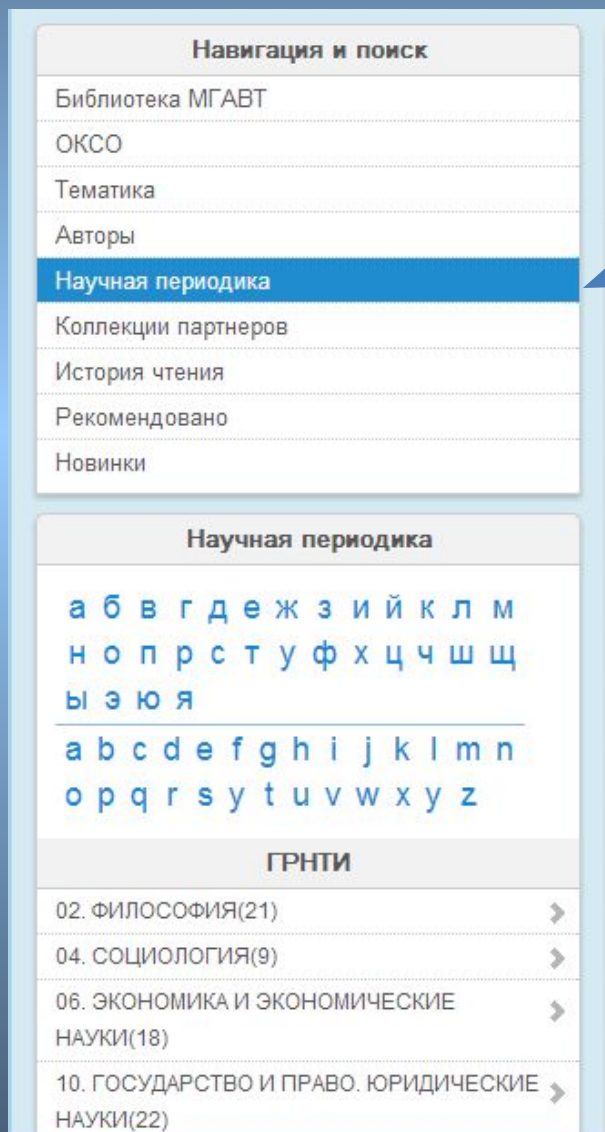 Навигация и поиск
Библиотека МГАВТ
ОКСО
Тематика
Авторы
Научная периодика
Коллекции партнеров
История чтения
Рекомендовано
Новинки
Научная периодика
а б в г д е ж з и й к л м
н о п р с т у ф х ц ч ш щ
ы э ю я
a b c d e f g h i j k l m n
o p q r s y t u v w x y z
ГРНТИ
02. ФИЛОСОФИЯ(21)
04. СОЦИОЛОГИЯ(9)
06. ЭКОНОМИКА И ЭКОНОМИЧЕСКИЕ
НАУКИ(18)
10. ГОСУДАРСТВО И ПРАВО. ЮРИДИЧЕСКИЕ
НАУКИ(22)